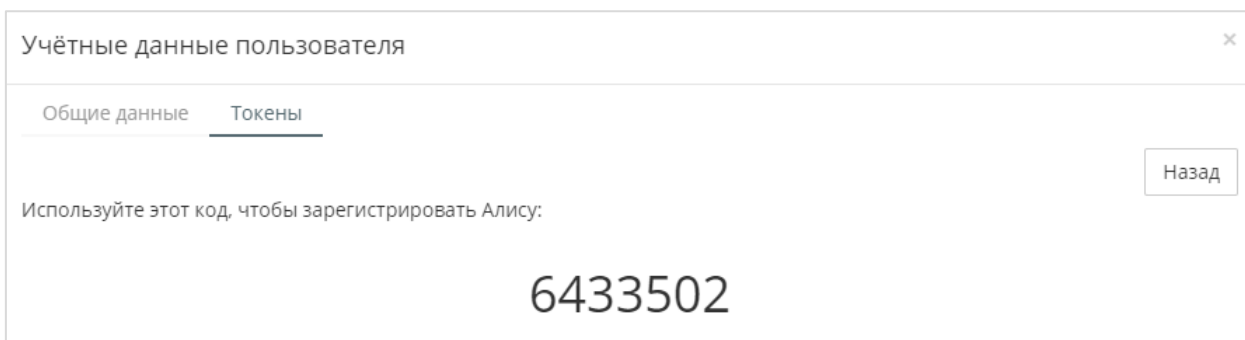 Учётные данные пользователя ×
Общие данные Токены
Назад
Используйте этот код, чтобы зарегистрировать Алису:
6433502